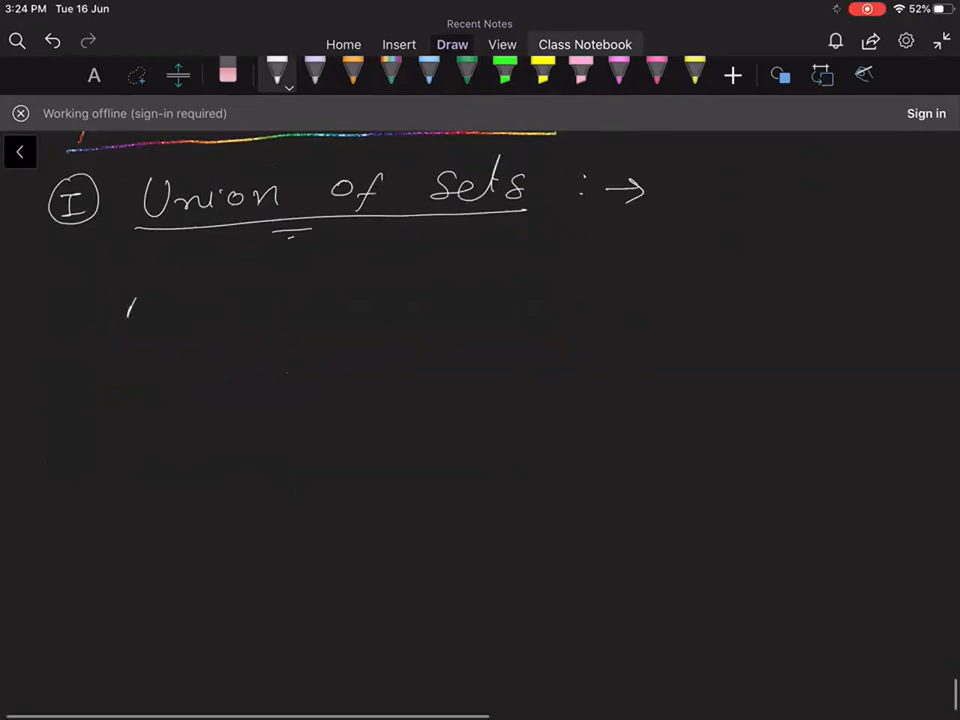 3:24 PM Tue 16 Jun
52%
Recent Notes
Home Insert Draw View Class Notebook
A
Working offline (sign-in required) Sign in
I Union of Sets : →